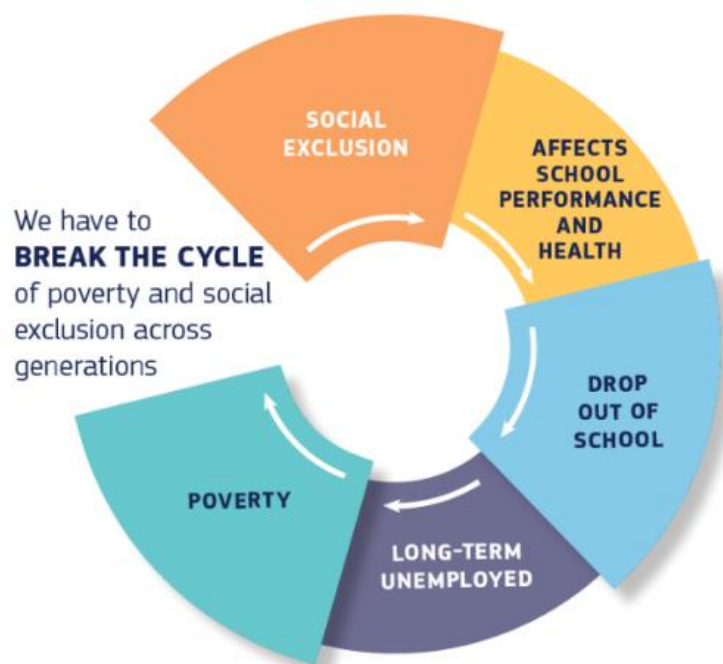 SOCIAL
EXCLUSION
AFFECTS
SCHOOL
PERFORMANCE
AND
HEALTH
DROP
OUT OF
SCHOOL
LONG-TERM
UNEMPLOYED
POVERTY
We have to
BREAK THE CYCLE
of poverty and social
exclusion across
generations